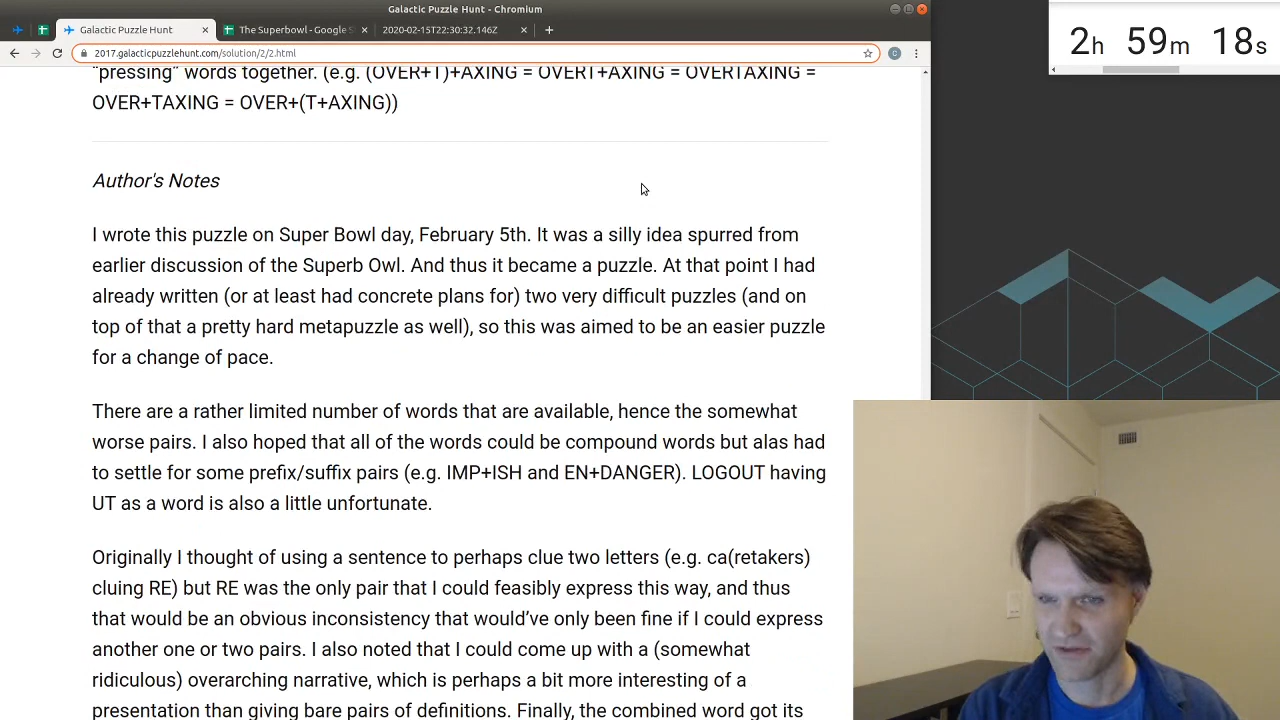 Galactic Puzzle Hunt - Chromium
Galactic Puzzle Hunt
The Superbowl - Google S
2020-02-15T22:30:32.146Z
2017.galacticpuzzlehunt.com/solution/2/2.html
2h 59m 18s
"pressing" words together. (e.g. (OVER+T)+AXING = OVERT+AXING = OVERTAXING =
OVER+TAXING = OVER+(T+AXING))
Author's Notes
I wrote this puzzle on Super Bowl day, February 5th. It was a silly idea spurred from
earlier discussion of the Superb Owl. And thus it became a puzzle. At that point I had
already written (or at least had concrete plans for) two very difficult puzzles (and on
top of that a pretty hard metapuzzle as well), so this was aimed to be an easier puzzle
for a change of pace.
There are a rather limited number of words that are available, hence the somewhat
worse pairs. I also hoped that all of the words could be compound words but alas had
to settle for some prefix/suffix pairs (e.g. IMP+ISH and EN+DANGER). LOGOUT having
UT as a word is also a little unfortunate.
Originally I thought of using a sentence to perhaps clue two letters (e.g. ca(retakers)
cluing RE) but RE was the only pair that I could feasibly express this way, and thus
that would be an obvious inconsistency that would've only been fine if I could express
another one or two pairs. I also noted that I could come up with a (somewhat
ridiculous) overarching narrative, which is perhaps a bit more interesting of a
presentation than giving bare pairs of definitions. Finally, the combined word got its